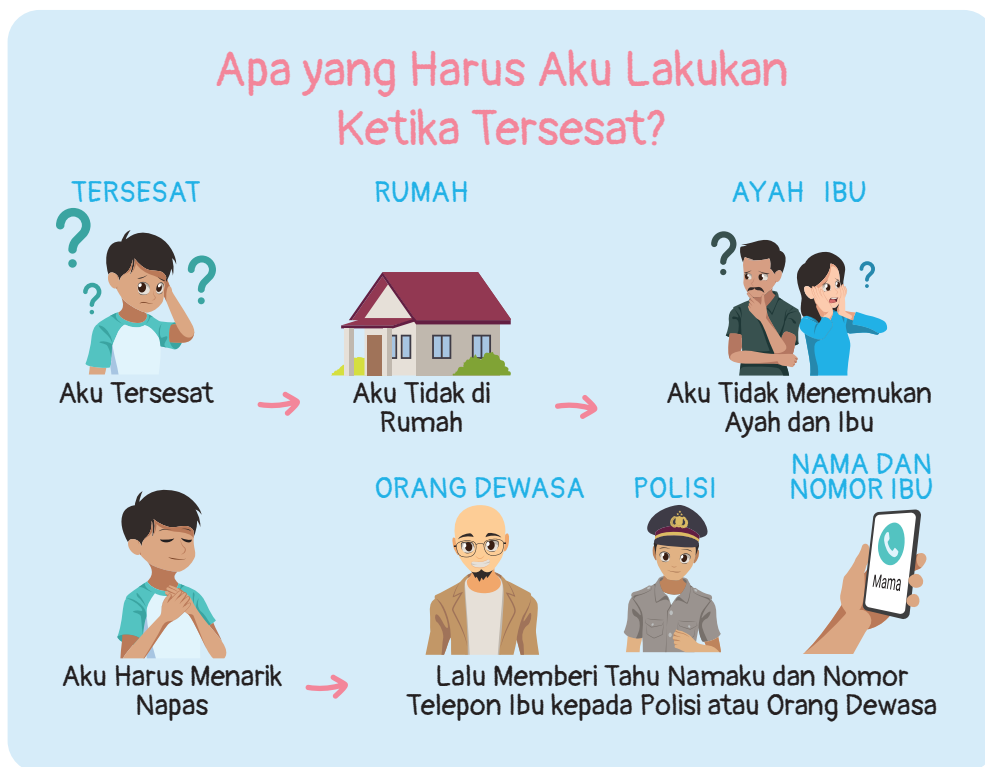 Apa yang Harus Aku Lakukan
Ketika Tersesat?
TERSESAT
?
?
?
Aku Tersesat
RUMAH
Aku Tidak di
Rumah
AYAH IBU
?
?
Aku Tidak Menemukan
Ayah dan Ibu
Aku Harus Menarik
Napas
ORANG DEWASA
POLISI
NAMA DAN
NOMOR IBU
Mama
Lalu Memberi Tahu Namaku dan Nomor
Telepon Ibu kepada Polisi atau Orang Dewasa